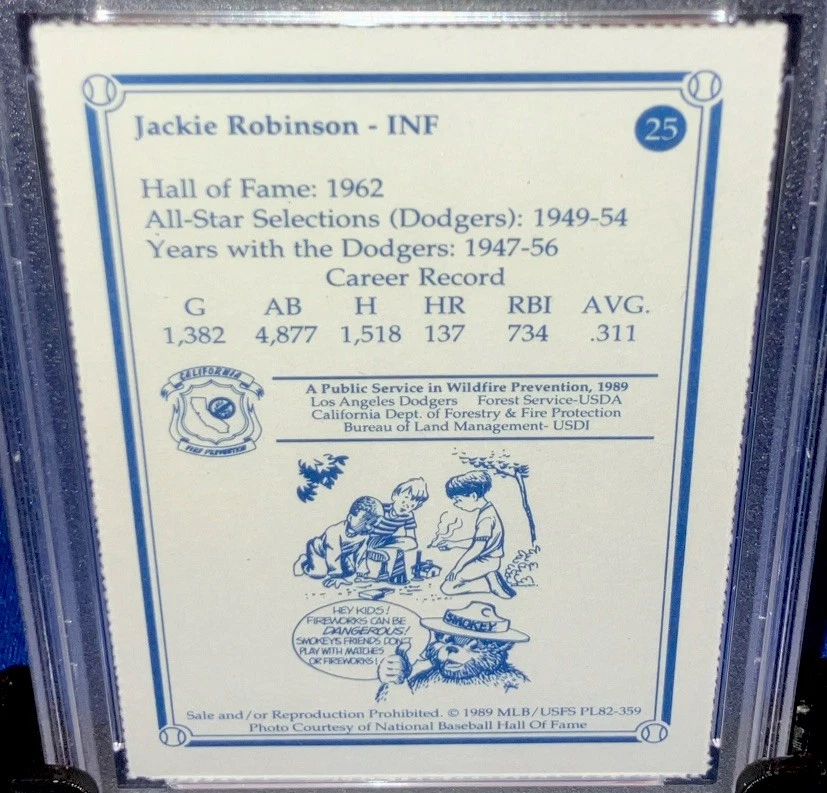 Jackie Robinson - INF
25
Hall of Fame: 1962
All-Star Selections (Dodgers): 1949-54
Years with the Dodgers: 1947-56
Career Record
G AB H HR RBI AVG.
1,382 4,877 1,518 137 734 .311
CALIFORNIA
FIRE PREVENTION
A Public Service in Wildfire Prevention, 1989
Los Angeles Dodgers Forest Service-USDA
California Dept. of Forestry & Fire Protection
Bureau of Land Management- USDI
HEY KIDS!
FIREWORKS CAN BE
DANGEROUS!
SMOKEY'S FRIENDS DON'T
PLAY WITH MATCHES
OR FIREWORKS!
SMOKEY
Sale and/or Reproduction Prohibited. © 1989 MLB/USFS PL82-359
Photo Courtesy of National Baseball Hall Of Fame